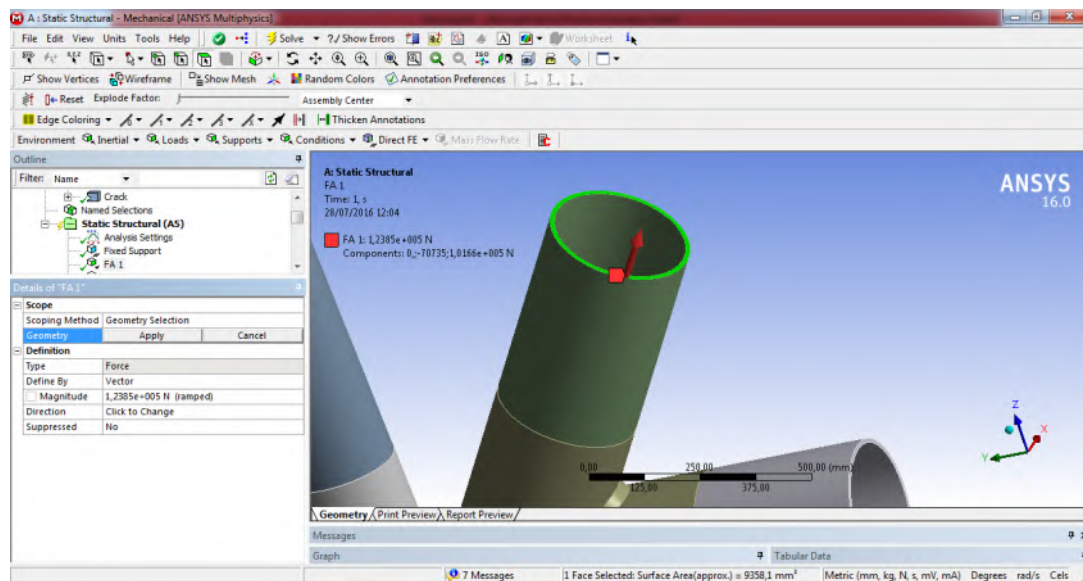 A : Static Structural - Mechanical [ANSYS Multiphysics]
File Edit View Units Tools Help Solve ?/ Show Errors Worksheet
Show Vertices Wireframe Show Mesh Random Colors Annotation Preferences
Reset Explode Factor: Assembly Center
Edge Coloring Thicken Annotations
Environment Inertial Loads Supports Conditions Direct FE Mass Flow Rate
Outline
Filter: Name
Crack
Named Selections
Static Structural (A5)
Analysis Settings
Fixed Support
FA 1
Details of "FA 1"
Scope
Scoping Method Geometry Selection
Geometry Apply Cancel
Definition
Type Force
Define By Vector
Magnitude 1,2385e+005 N (ramped)
Direction Click to Change
Suppressed No
A: Static Structural
FA 1
Time: 1, s
28/07/2016 12:04
FA 1: 1,2385e+005 N
Components: 0,;-70735;1,0166e+005 N
ANSYS
16.0
ISO
Z
X
Y
0,00 250,00 500,00 (mm)
125,00 375,00
Geometry Print Preview Report Preview
Messages
Graph Tabular Data
7 Messages 1 Face Selected: Surface Area(approx.) = 9358,1 mm² Metric (mm, kg, N, s, mV, mA) Degrees rad/s Cels